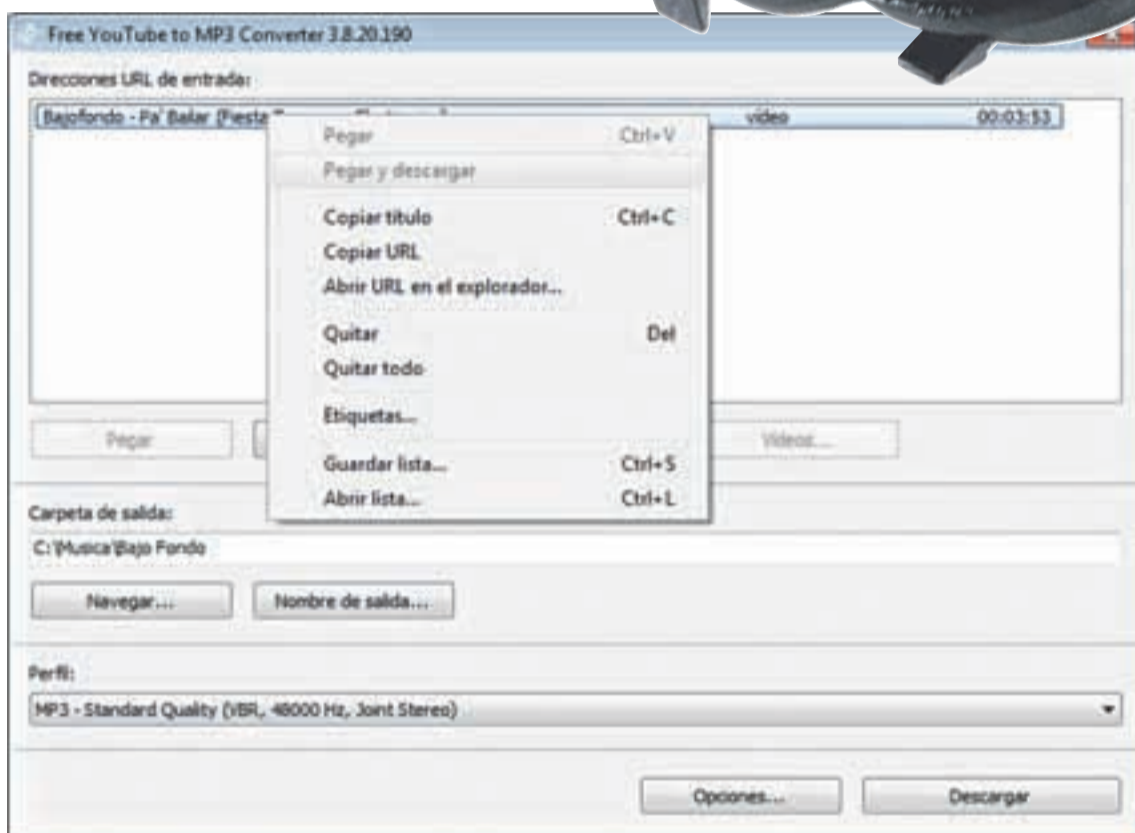 Free YouTube to MP3 Converter 3.8.20.190
Direcciones URL de entrada:
Bajofondo - Pa' Bailar (Fiesta video 00:03:53
Pegar Ctrl+V
Pegar y descargar
Copiar título Ctrl+C
Copiar URL
Abrir URL en el explorador...
Quitar Del
Quitar todo
Etiquetas...
Guardar lista... Ctrl+S
Abrir lista... Ctrl+L
Pegar Videos...
Carpeta de salida:
C:\Musica\Bajo Fondo
Navegar... Nombre de salida...
Perfil:
MP3 - Standard Quality (VBR, 48000 Hz, Joint Stereo)
Opciones... Descargar